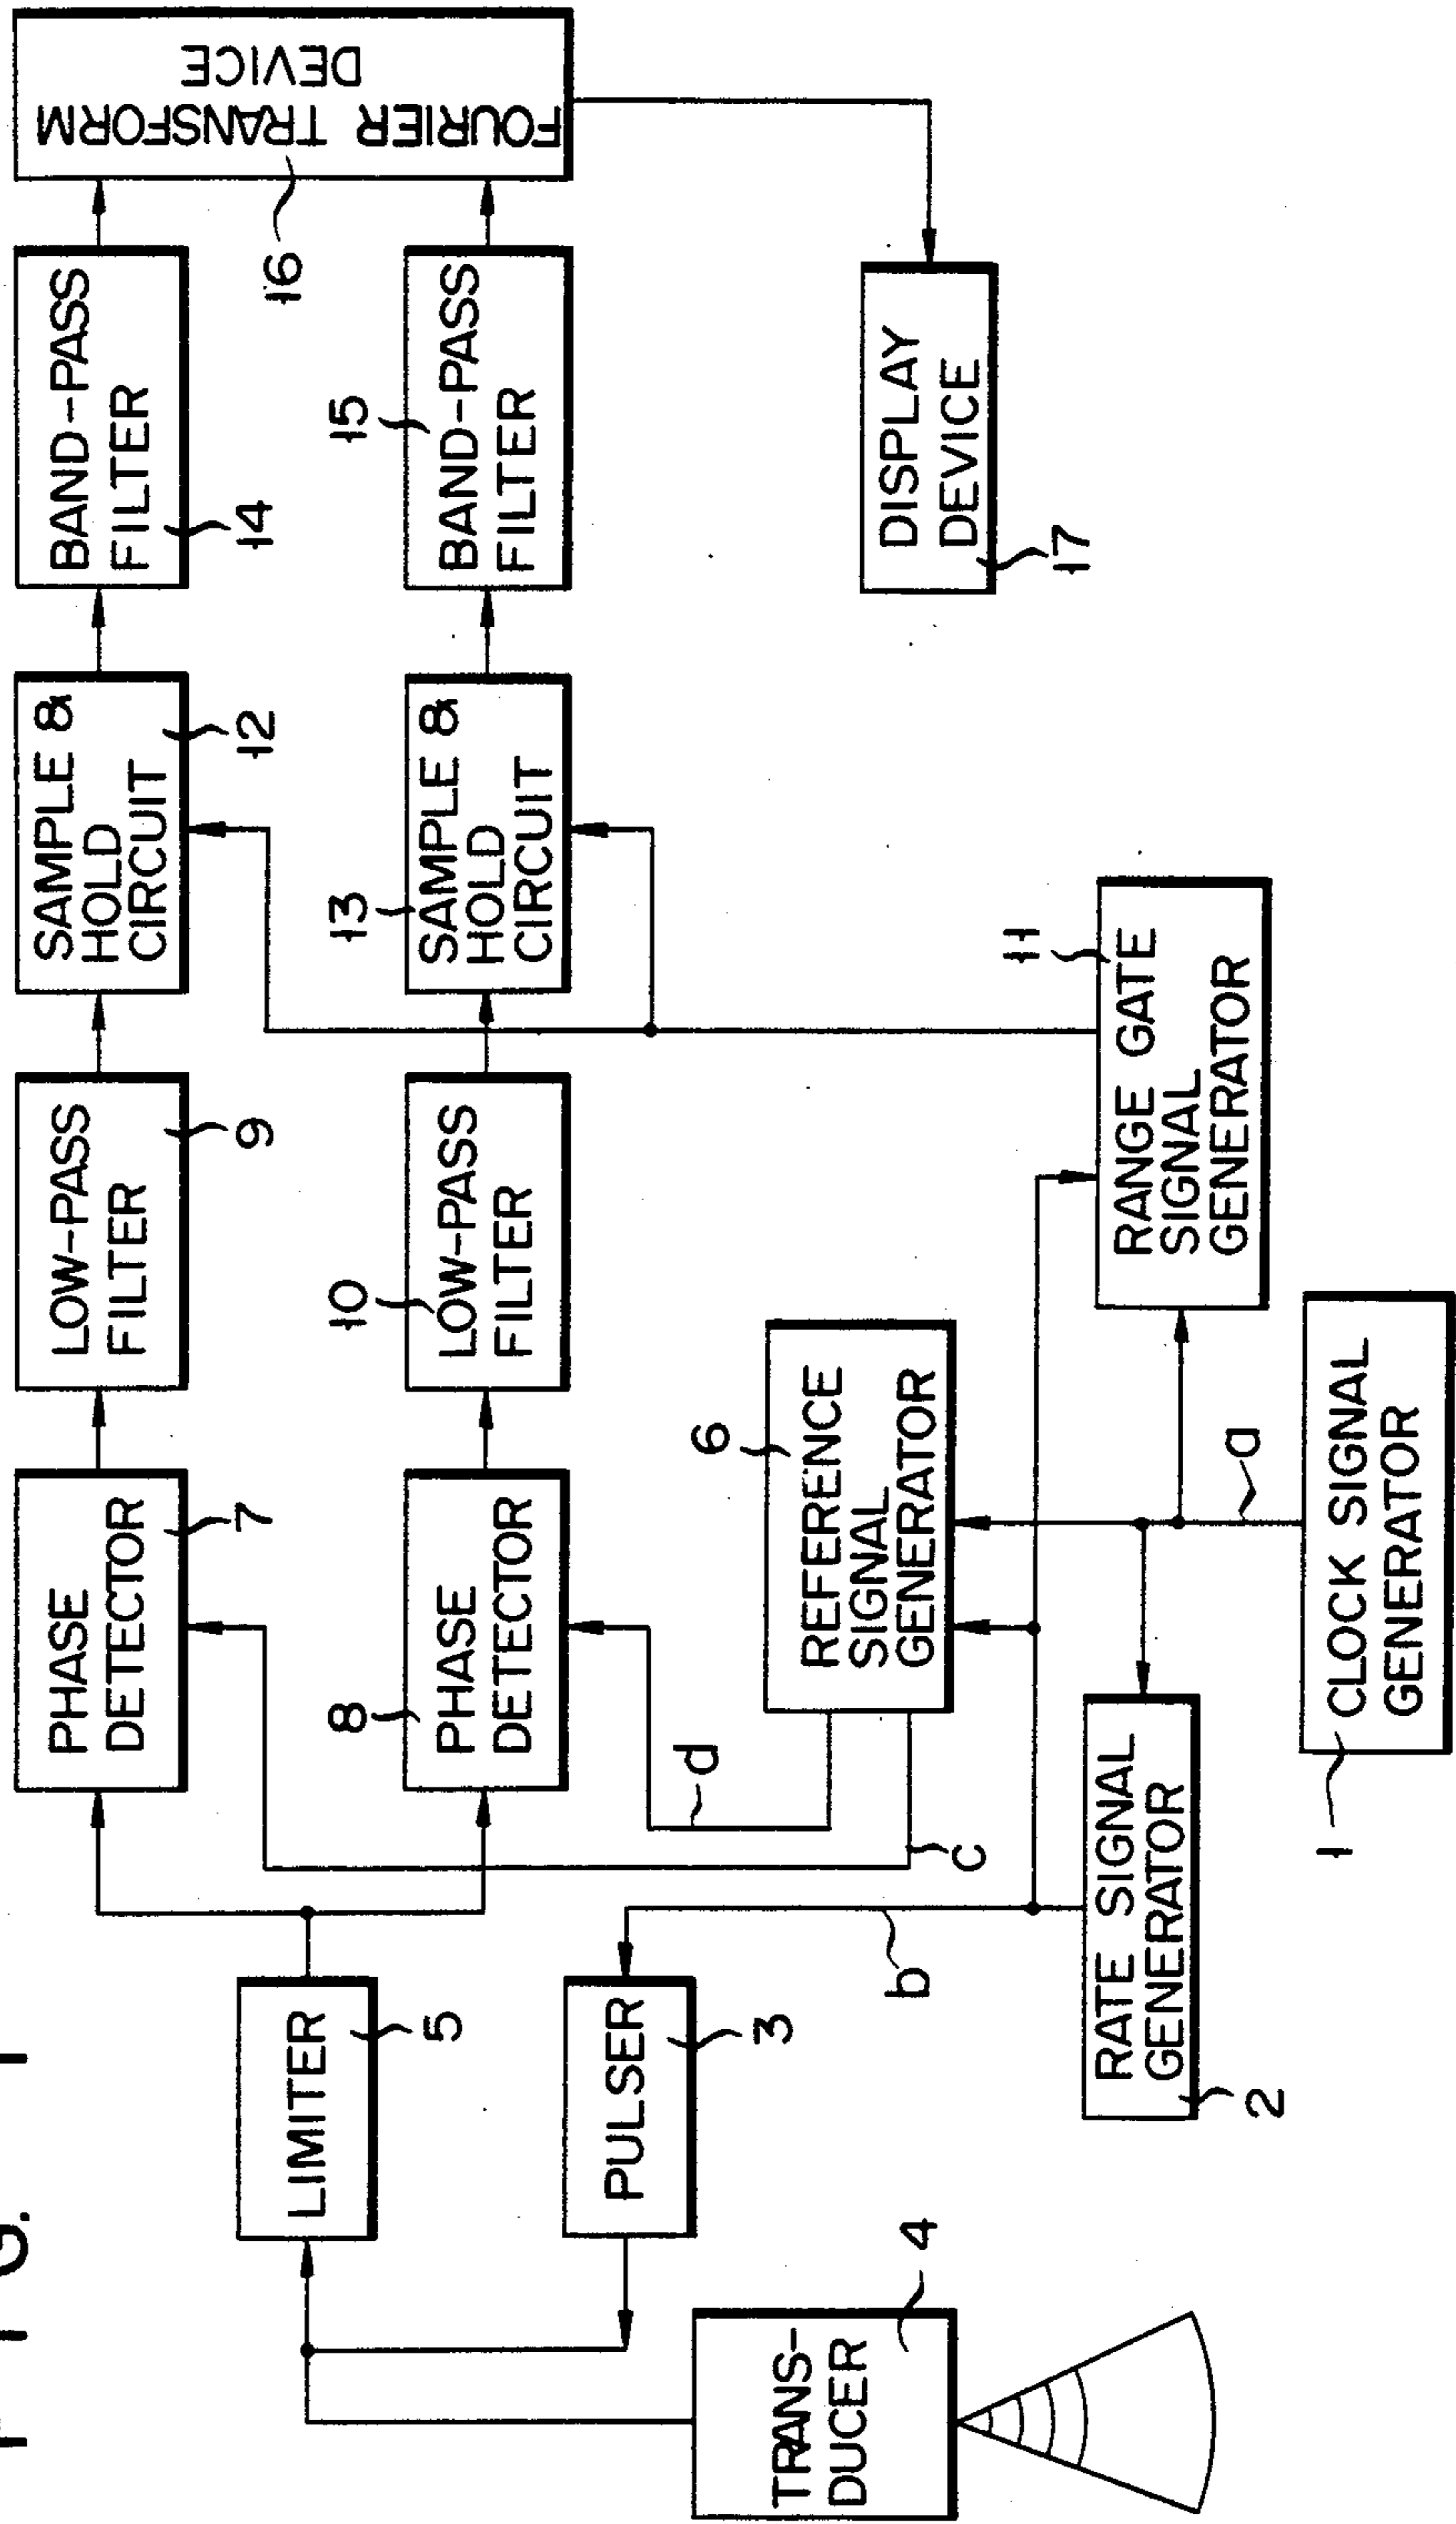 FIG. 1
LIMITER
5
PHASE
DETECTOR
7
LOW-PASS
FILTER
9
SAMPLE &
HOLD
CIRCUIT
12
BAND-PASS
FILTER
14
FOURIER TRANSFORM
DEVICE
16
PULSER
3
8
PHASE
DETECTOR
10
LOW-PASS
FILTER
13
SAMPLE &
HOLD
CIRCUIT
15
BAND-PASS
FILTER
TRANS-
DUCER
4
b
c
d
6
REFERENCE
SIGNAL
GENERATOR
DISPLAY
DEVICE
17
RATE SIGNAL
GENERATOR
2
a
11
RANGE GATE
SIGNAL
GENERATOR
1
CLOCK SIGNAL
GENERATOR